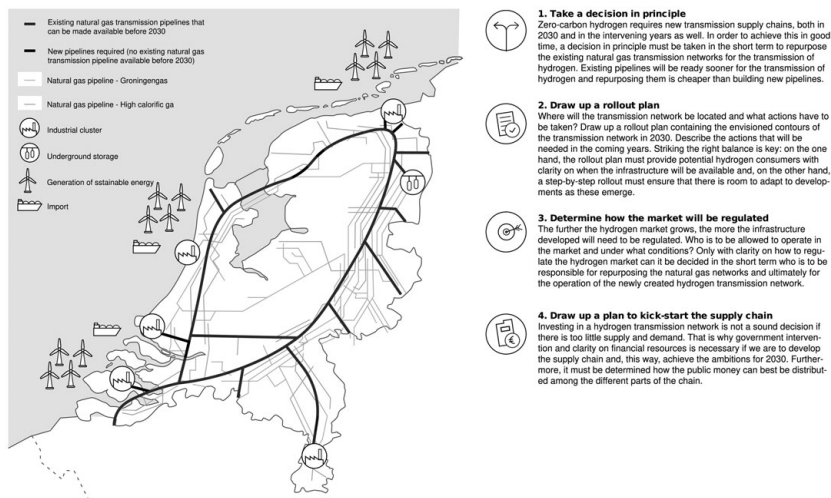 Existing natural gas transmission pipelines that
can be made available before 2030
New pipelines required (no existing natural gas
transmission pipeline available before 2030)
Natural gas pipeline - Groningengas
Natural gas pipeline - High calorific ga
Industrial cluster
Underground storage
Generation of satainable energy
Import
1. Take a decision in principle
Zero-carbon hydrogen requires new transmission supply chains, both in
2030 and in the intervening years as well. In order to achieve this in good
time, a decision in principle must be taken in the short term to repurpose
the existing natural gas transmission networks for the transmission of
hydrogen. Existing pipelines will be ready sooner for the transmission of
hydrogen and repurposing them is cheaper than building new pipelines.
2. Draw up a rollout plan
Where will the transmission network be located and what actions have to
be taken? Draw up a rollout plan containing the envisioned contours of
the transmission network in 2030. Describe the actions that will be
needed in the coming years. Striking the right balance is key: on the one
hand, the rollout plan must provide potential hydrogen consumers with
clarity on when the infrastructure will be available and, on the other hand,
a step-by-step rollout must ensure that there is room to adapt to develop-
ments as these emerge.
3. Determine how the market will be regulated
The further the hydrogen market grows, the more the infrastructure
developed will need to be regulated. Who is to be allowed to operate in
the market and under what conditions? Only with clarity on how to regu-
late the hydrogen market can it be decided in the short term who is to be
responsible for repurposing the natural gas networks and ultimately for
the operation of the newly created hydrogen transmission network.
4. Draw up a plan to kick-start the supply chain
Investing in a hydrogen transmission network is not a sound decision if
there is too little supply and demand. That is why government interven-
tion and clarity on financial resources is necessary if we are to develop
the supply chain and, this way, achieve the ambitions for 2030. Further-
more, it must be determined how the public money can best be distribut-
ed among the different parts of the chain.